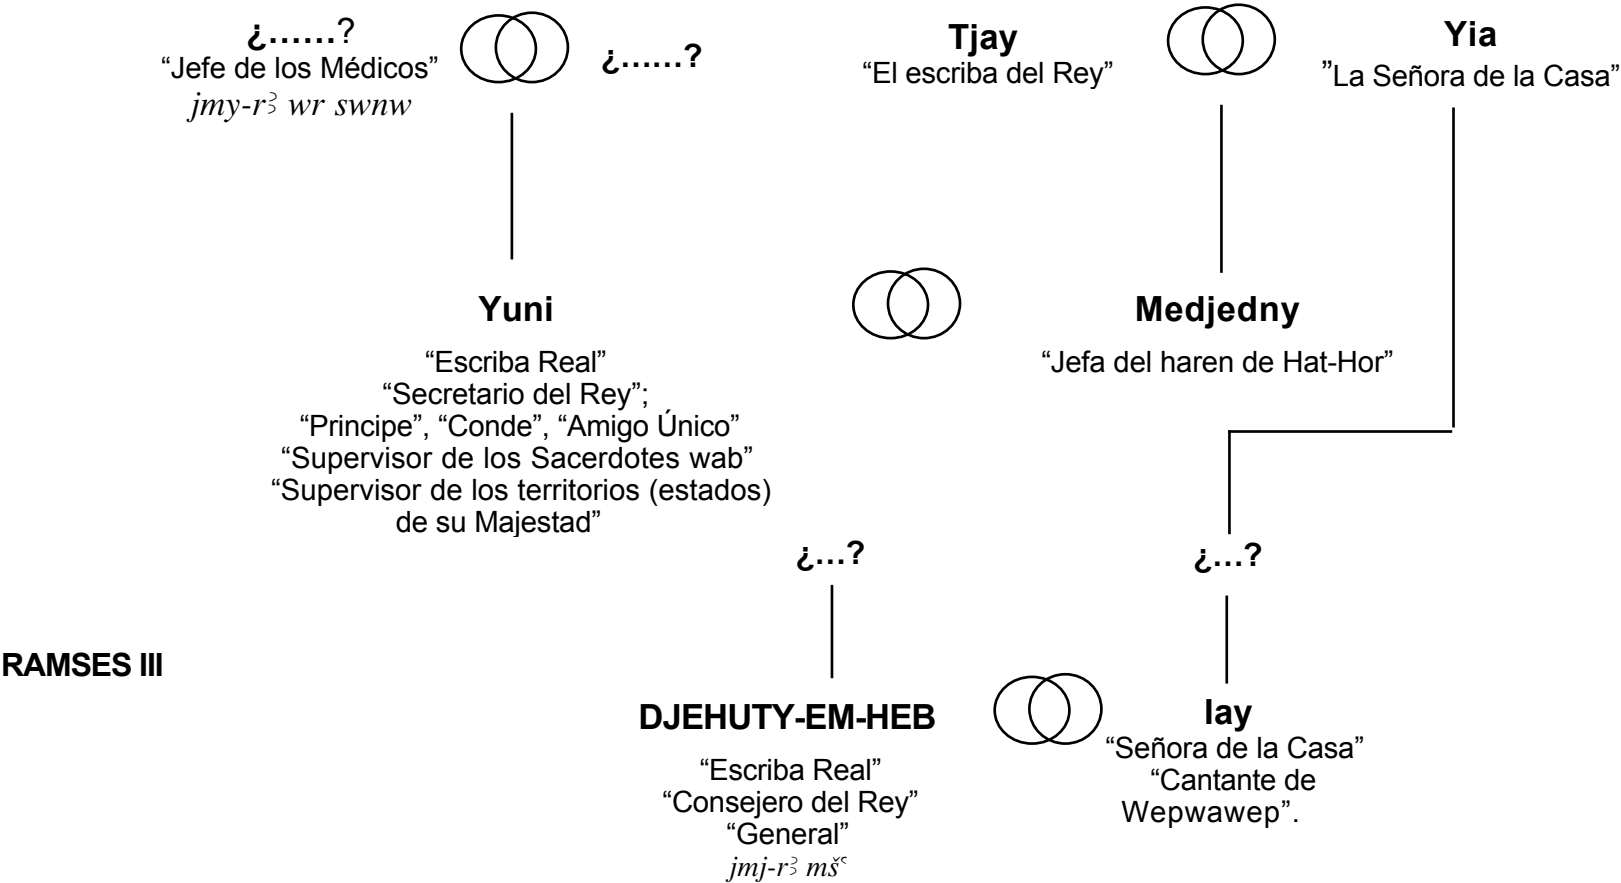 ¿……?
“Jefe de los Médicos”
jmy-rꜣ wr swnw
¿……?
Tjay
“El escriba del Rey”
Yia
”La Señora de la Casa”
Yuni
“Escriba Real”
“Secretario del Rey”;
“Principe”, “Conde”, “Amigo Único”
“Supervisor de los Sacerdotes wab”
“Supervisor de los territorios (estados)
de su Majestad”
Medjedny
“Jefa del haren de Hat-Hor”
¿…?
¿…?
RAMSES III
DJEHUTY-EM-HEB
“Escriba Real”
“Consejero del Rey”
“General”
jmj-rꜣ mšꜥ
Iay
“Señora de la Casa”
“Cantante de
Wepwawep”.